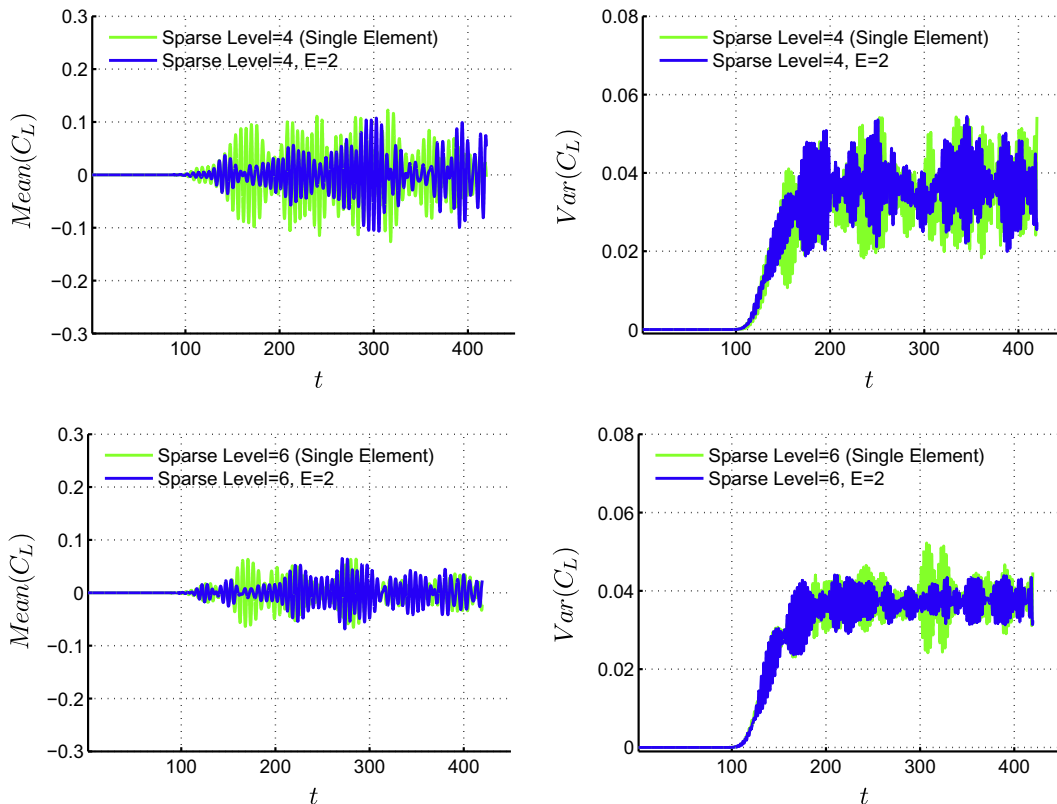 0.3
0.2
0.1
0
−0.1
−0.2
−0.3
Mean(C_L)
Sparse Level=4 (Single Element)
Sparse Level=4, E=2
100
200
300
400
t
0.08
0.06
0.04
0.02
0
Var(C_L)
Sparse Level=4 (Single Element)
Sparse Level=4, E=2
100
200
300
400
t
0.3
0.2
0.1
0
−0.1
−0.2
−0.3
Mean(C_L)
Sparse Level=6 (Single Element)
Sparse Level=6, E=2
100
200
300
400
t
0.08
0.06
0.04
0.02
0
Var(C_L)
Sparse Level=6 (Single Element)
Sparse Level=6, E=2
100
200
300
400
t